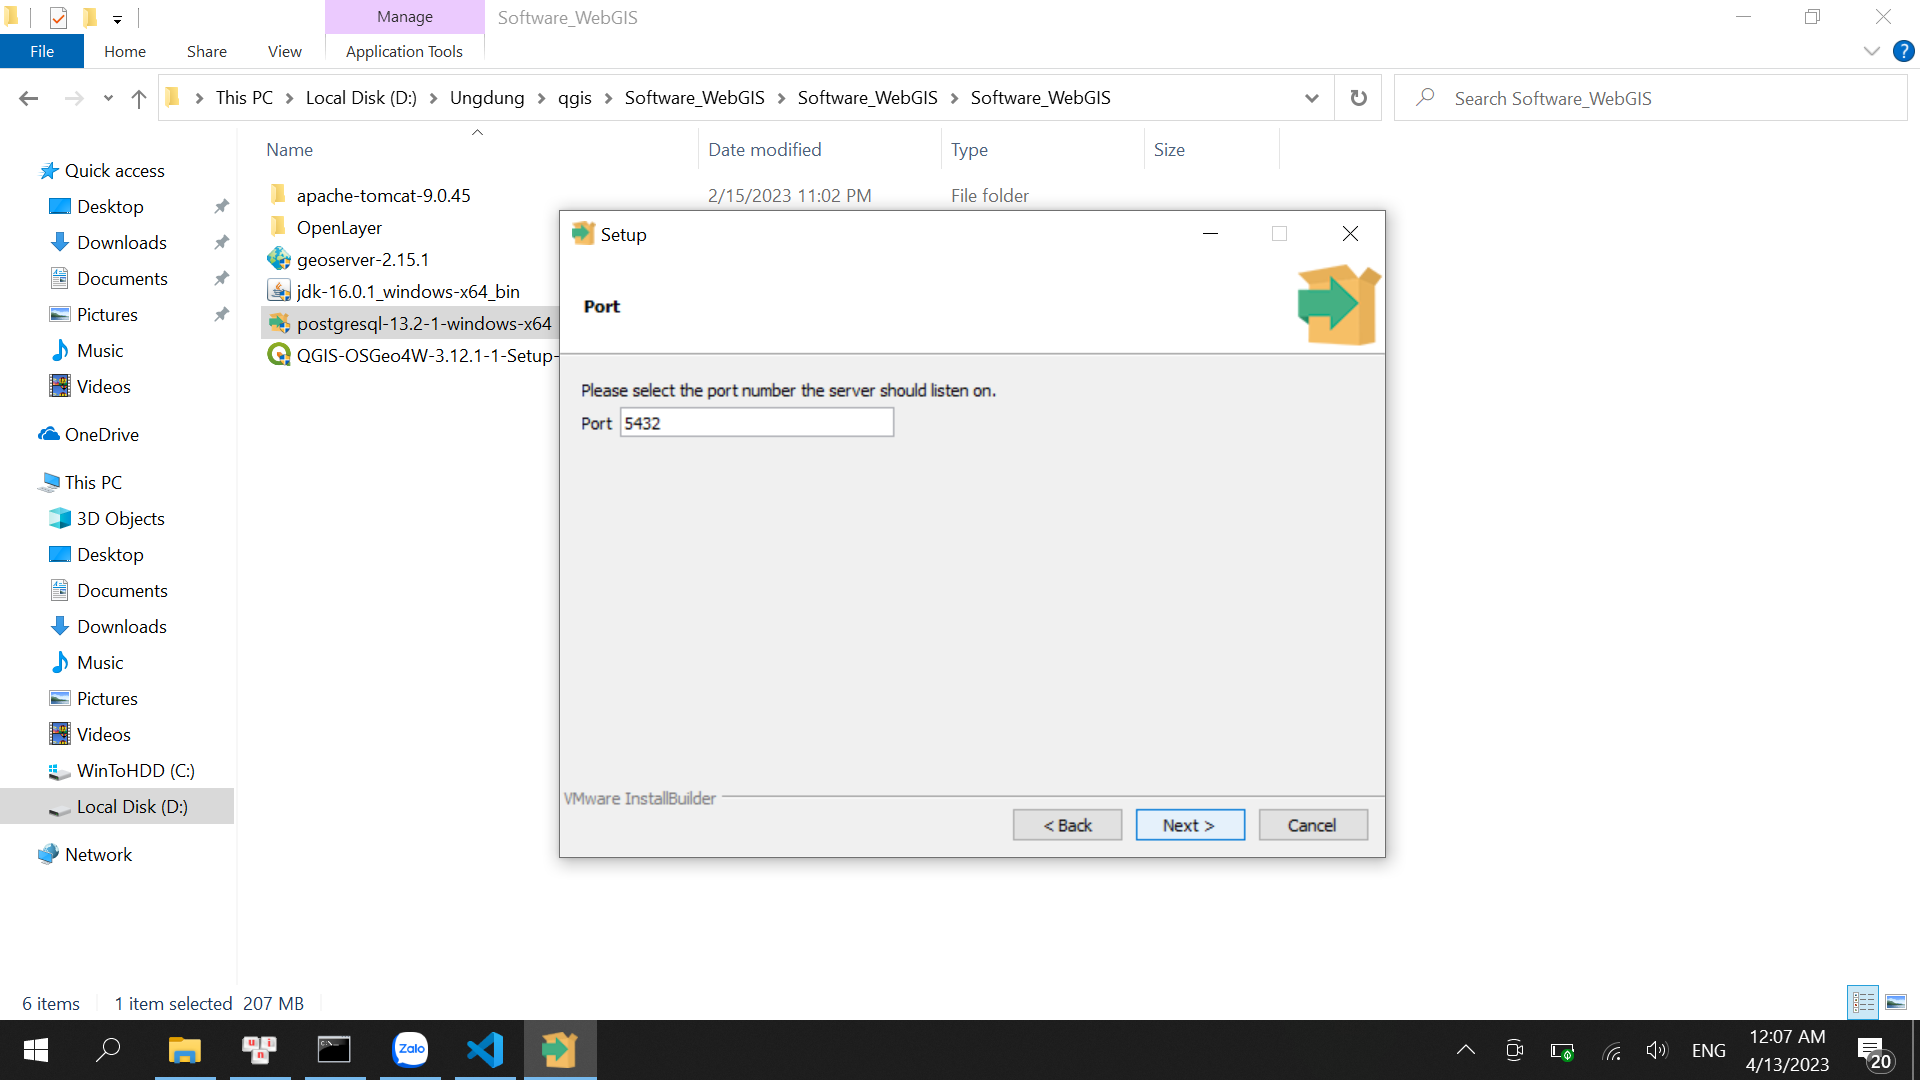 Manage
Software_WebGIS
File
Home
Share
View
Application Tools
This PC
Local Disk (D:)
Ungdung
qgis
Software_WebGIS
Software_WebGIS
Software_WebGIS
Search Software_WebGIS
Name
Date modified
Type
Size
Quick access
Desktop
Downloads
Documents
Pictures
Music
Videos
OneDrive
This PC
3D Objects
Desktop
Documents
Downloads
Music
Pictures
Videos
WinToHDD (C:)
Local Disk (D:)
Network
apache-tomcat-9.0.45
2/15/2023 11:02 PM
File folder
OpenLayer
geoserver-2.15.1
jdk-16.0.1_windows-x64_bin
postgresql-13.2-1-windows-x64
QGIS-OSGeo4W-3.12.1-1-Setup-
Setup
Port
Please select the port number the server should listen on.
Port 5432
VMware InstallBuilder
< Back
Next >
Cancel
6 items
1 item selected 207 MB
Zalo
ENG
12:07 AM
4/13/2023
20